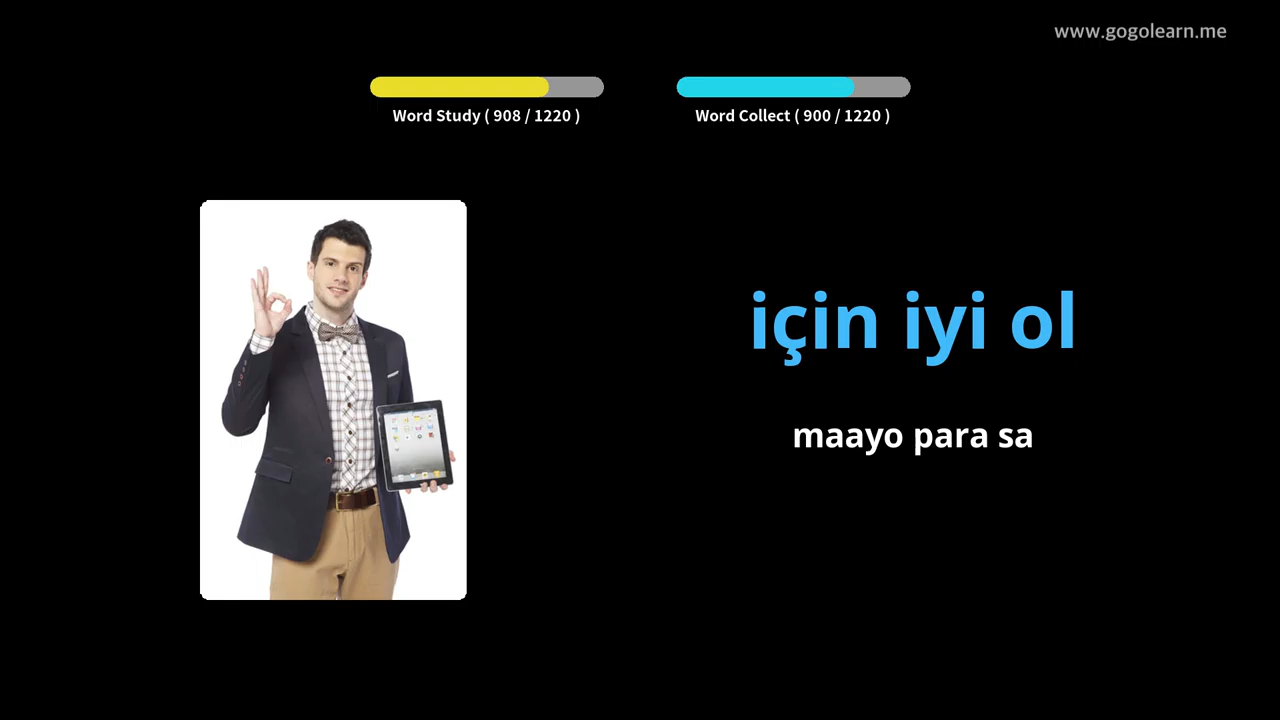 www.gogolearn.me
Word Study ( 908 / 1220 )
Word Collect ( 900 / 1220 )
için iyi ol
maayo para sa